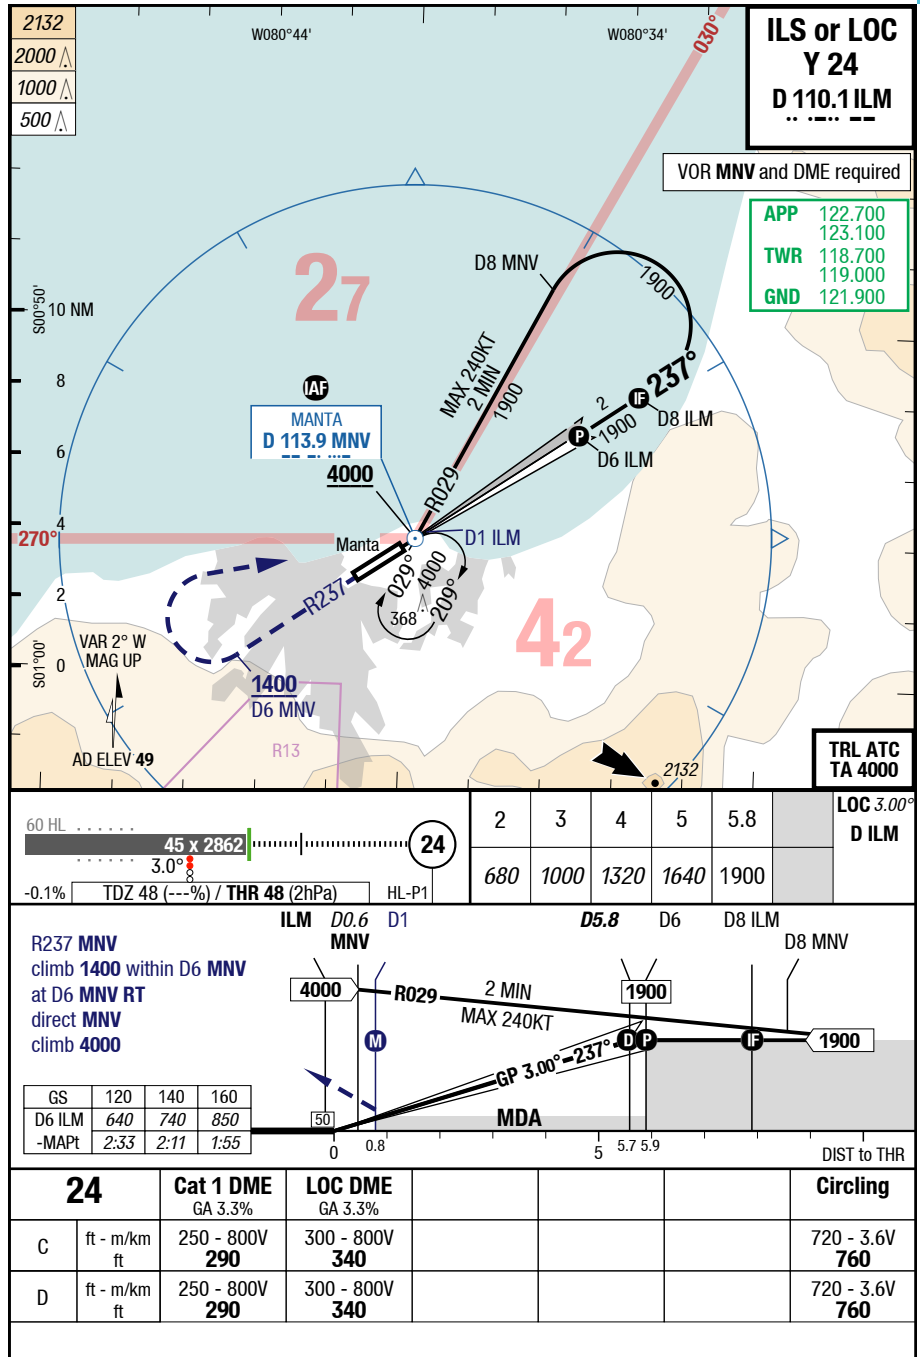 2132
2000
1000
500
W080°44'
W080°34'
030°
ILS or LOC
Y 24
D 110.1 ILM
VOR MNV and DME required
APP 122.700
123.100
TWR 118.700
119.000
GND 121.900
27
D8 MNV
1900
S00°50'
10 NM
8
6
4
2
0
MAX 240KT
2 MIN
1900
237°
IAF
MANTA
D 113.9 MNV
4000
2
IF
1900
D8 ILM
P
D6 ILM
R029
270°
Manta
D1 ILM
029°
4000
209°
368
R237
42
S01°00'
VAR 2° W
MAG UP
1400
D6 MNV
R13
AD ELEV 49
2132
TRL ATC
TA 4000
60 HL
45 x 2862
24
3.0°
-0.1%
TDZ 48 (---%) / THR 48 (2hPa)
HL-P1
2 3 4 5 5.8
680 1000 1320 1640 1900
LOC 3.00°
D ILM
ILM D0.6 D1 D5.8 D6 D8 ILM
MNV
D8 MNV
R237 MNV
climb 1400 within D6 MNV
at D6 MNV RT
direct MNV
climb 4000
4000
R029
2 MIN
MAX 240KT
1900
M
D
P
IF
1900
GP 3.00°-237°
50
MDA
0 0.8 5 5.7 5.9 DIST to THR
GS 120 140 160
D6 ILM 640 740 850
-MAPt 2:33 2:11 1:55
24 Cat 1 DME LOC DME Circling
GA 3.3% GA 3.3%
C ft - m/km 250 - 800V 300 - 800V 720 - 3.6V
ft 290 340 760
D ft - m/km 250 - 800V 300 - 800V 720 - 3.6V
ft 290 340 760